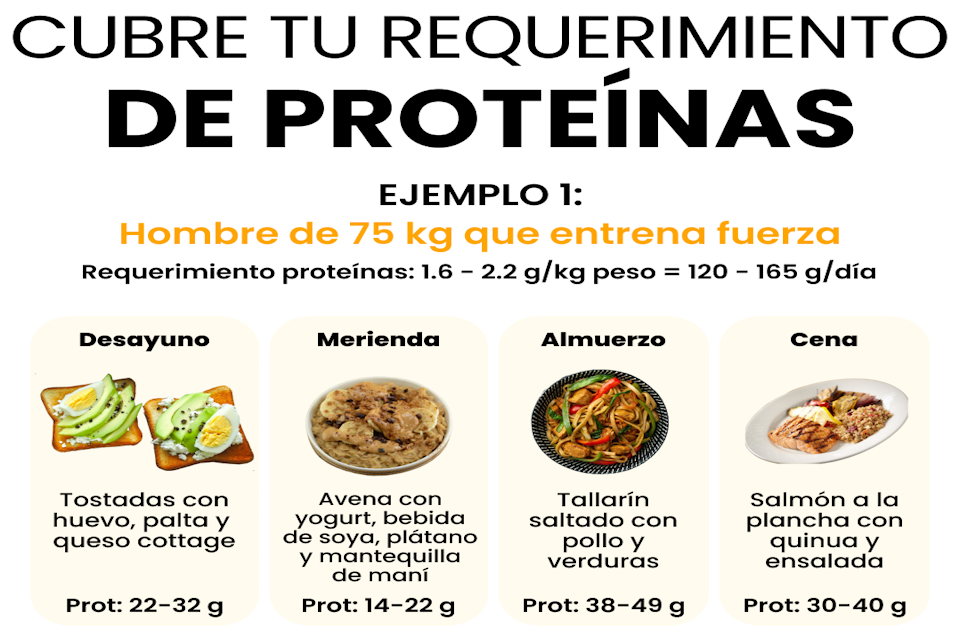 CUBRE TU REQUERIMIENTO
DE PROTEÍNAS
EJEMPLO 1:
Hombre de 75 kg que entrena fuerza
Requerimiento proteínas: 1.6 - 2.2 g/kg peso = 120 - 165 g/día
Desayuno
Tostadas con
huevo, palta y
queso cottage
Prot: 22-32 g
Merienda
Avena con
yogurt, bebida
de soya, plátano
y mantequilla
de maní
Prot: 14-22 g
Almuerzo
Tallarín
saltado con
pollo y
verduras
Prot: 38-49 g
Cena
Salmón a la
plancha con
quinua y
ensalada
Prot: 30-40 g